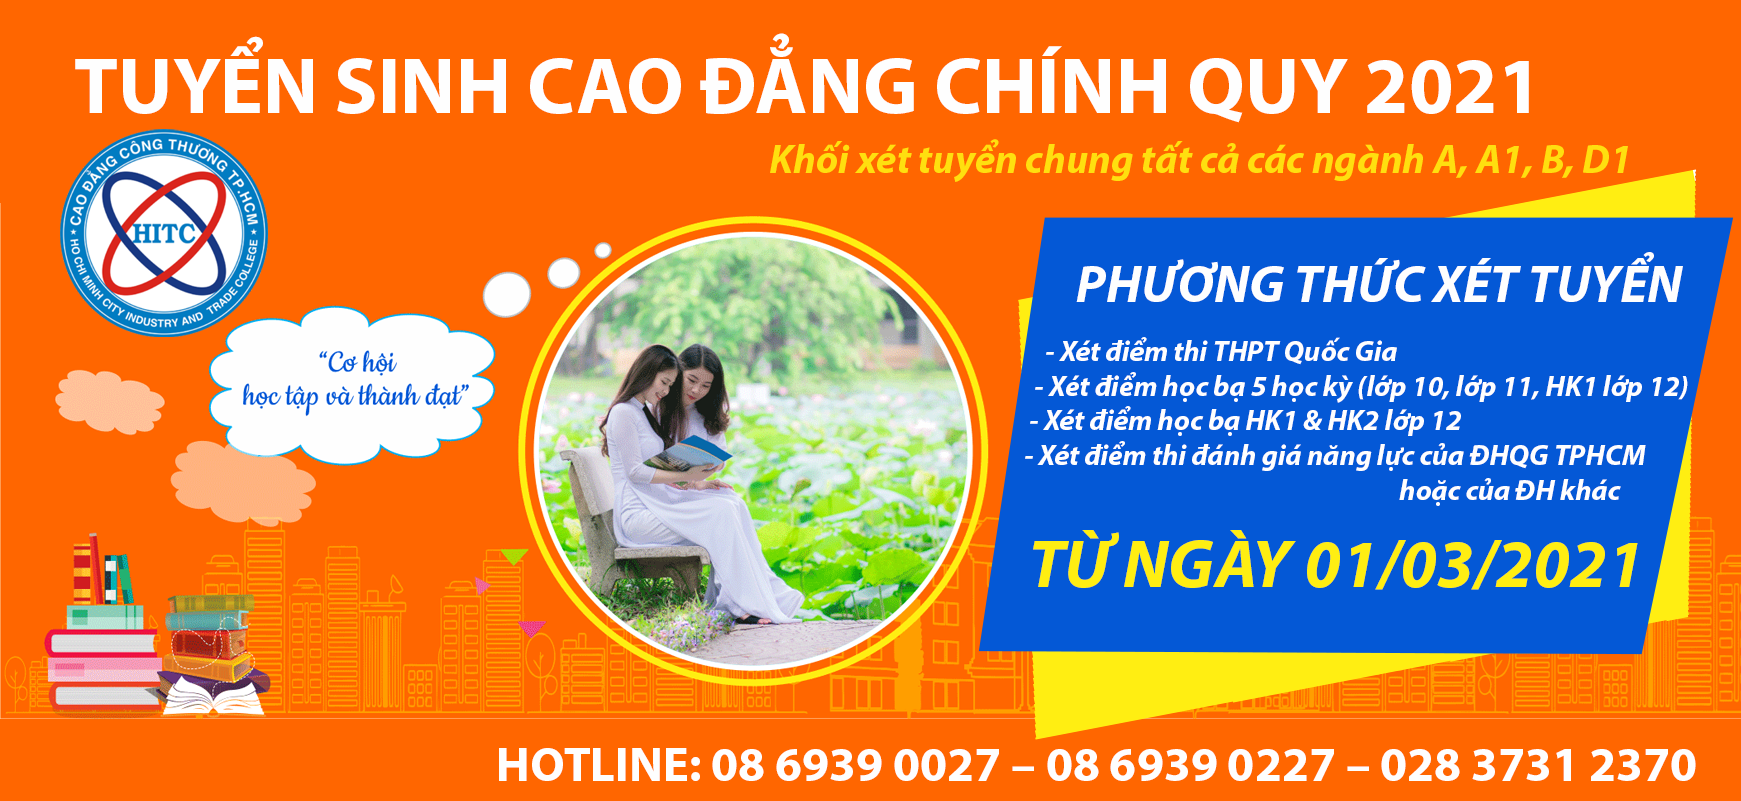 TUYỂN SINH CAO ĐẲNG CHÍNH QUY 2021
Khối xét tuyển chung tất cả các ngành A, A1, B, D1
CAO ĐẲNG CÔNG THƯƠNG TP.HCM
HITC
HO CHI MINH CITY INDUSTRY AND TRADE COLLEGE
“Cơ hội
học tập và thành đạt”
PHƯƠNG THỨC XÉT TUYỂN
- Xét điểm thi THPT Quốc Gia
- Xét điểm học bạ 5 học kỳ (lớp 10, lớp 11, HK1 lớp 12)
- Xét điểm học bạ HK1 & HK2 lớp 12
- Xét điểm thi đánh giá năng lực của ĐHQG TPHCM
hoặc của ĐH khác
TỪ NGÀY 01/03/2021
HOTLINE: 08 6939 0027 – 08 6939 0227 – 028 3731 2370